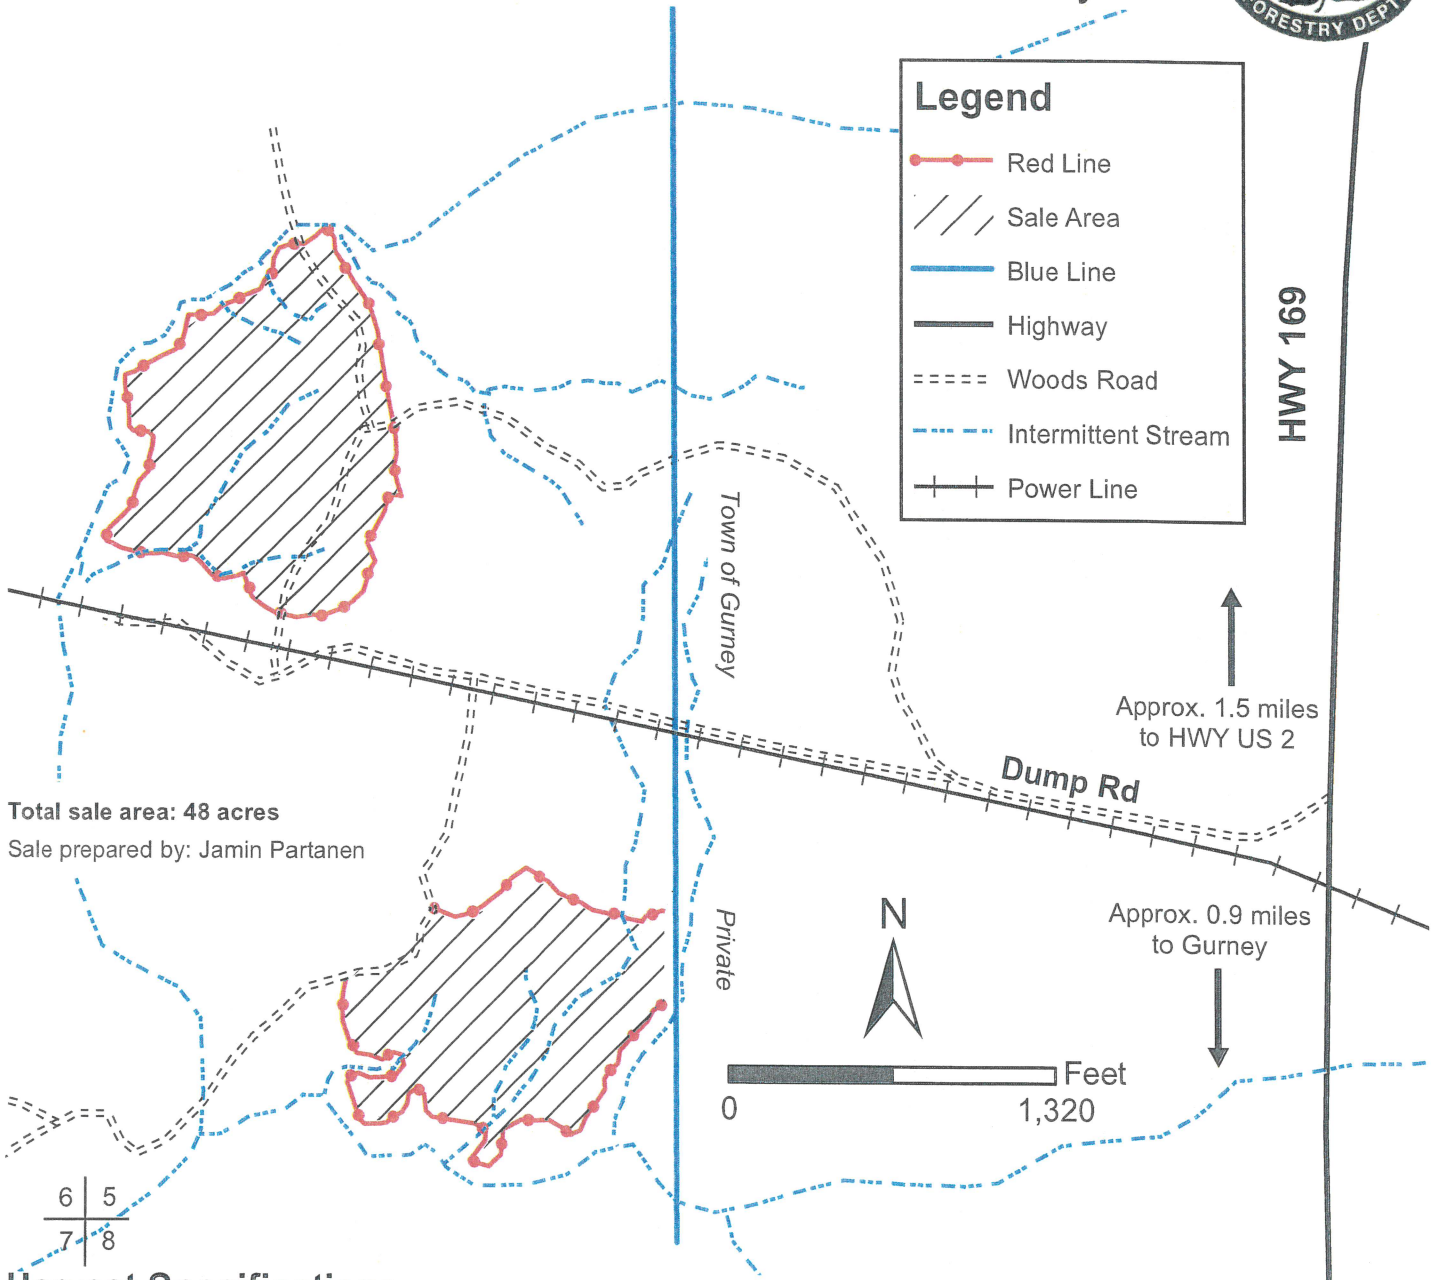 FORESTRY DEPT
Legend
Red Line
Sale Area
Blue Line
Highway
Woods Road
Intermittent Stream
Power Line
HWY 169
Town of Gurney
Approx. 1.5 miles
to HWY US 2
Dump Rd
Total sale area: 48 acres
Sale prepared by: Jamin Partanen
Private
N
Approx. 0.9 miles
to Gurney
Feet
0 1,320
6 5
7 8